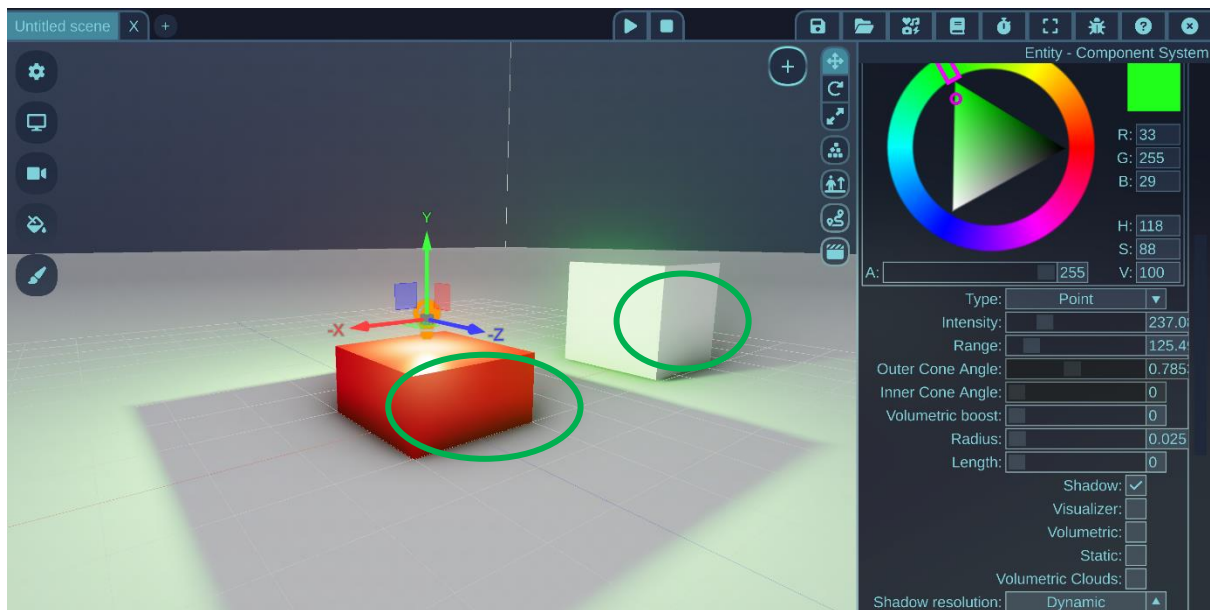 Untitled scene X +
Entity - Component System
R: 33
G: 255
B: 29
H: 118
S: 88
V: 100
A: 255
Type: Point
Intensity: 237.0
Range: 125.4
Outer Cone Angle: 0.785
Inner Cone Angle: 0
Volumetric boost: 0
Radius: 0.025
Length: 0
Shadow:
Visualizer:
Volumetric:
Static:
Volumetric Clouds:
Shadow resolution: Dynamic
Y
-X
-Z